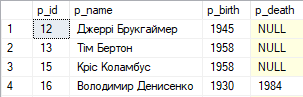 p_id p_name p_birth p_death
1 12 Джеррі Брукгаймер 1945 NULL
2 13 Тім Бертон 1958 NULL
3 15 Кріс Коламбус 1958 NULL
4 16 Володимир Денисенко 1930 1984